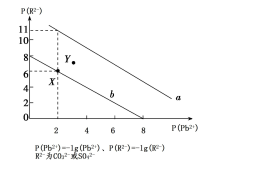 P(R²⁻)
11
10
8
6
4
2
0
Y
X
b
a
2
4
6
8
P(Pb²⁺)
P(Pb²⁺)=-lg(Pb²⁺)、P(R²⁻)=-lg(R²⁻)
R²⁻为CO₃²⁻或SO₄²⁻